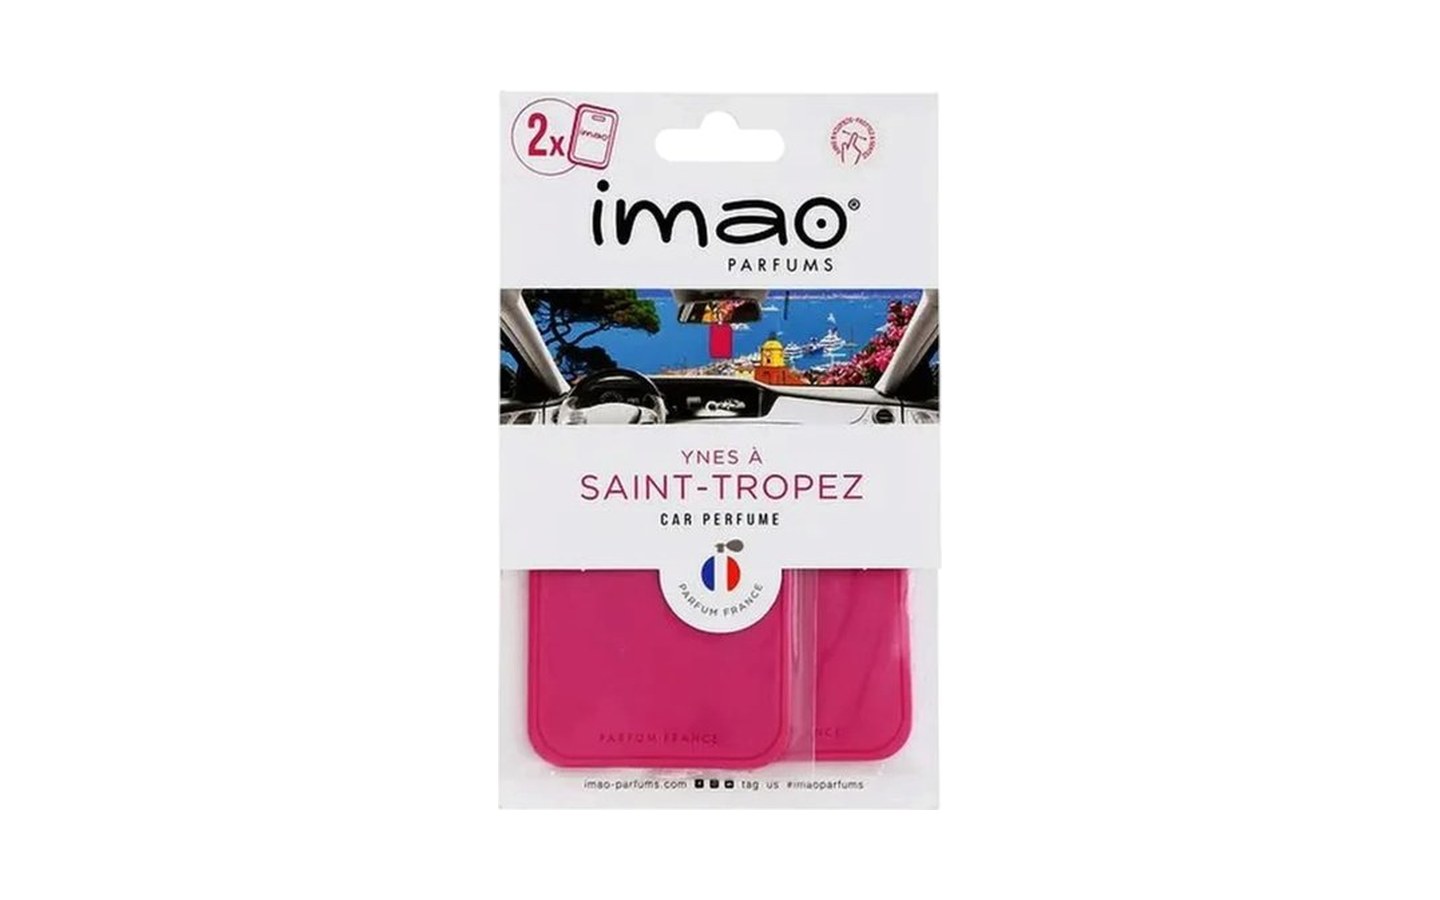 2x
imao
imao®
PARFUMS
YNES À
SAINT-TROPEZ
CAR PERFUME
PARFUM FRANCE
PARFUM FRANCE
NCE
imao-parfums.com tag us #imaoparfums